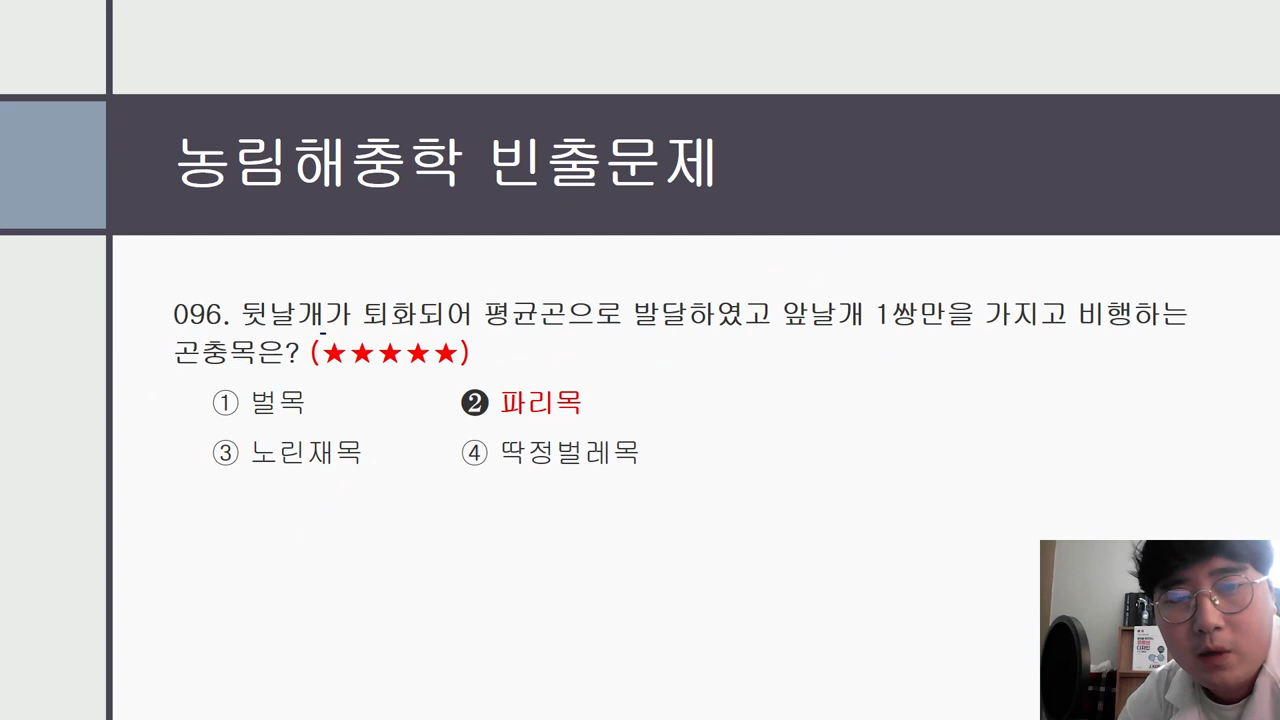 농림해충학 빈출문제
096. 뒷날개가 퇴화되어 평균곤으로 발달하였고 앞날개 1쌍만을 가지고 비행하는
곤충목은? (★★★★★)
① 벌목 ❷ 파리목
③ 노린재목 ④ 딱정벌레목